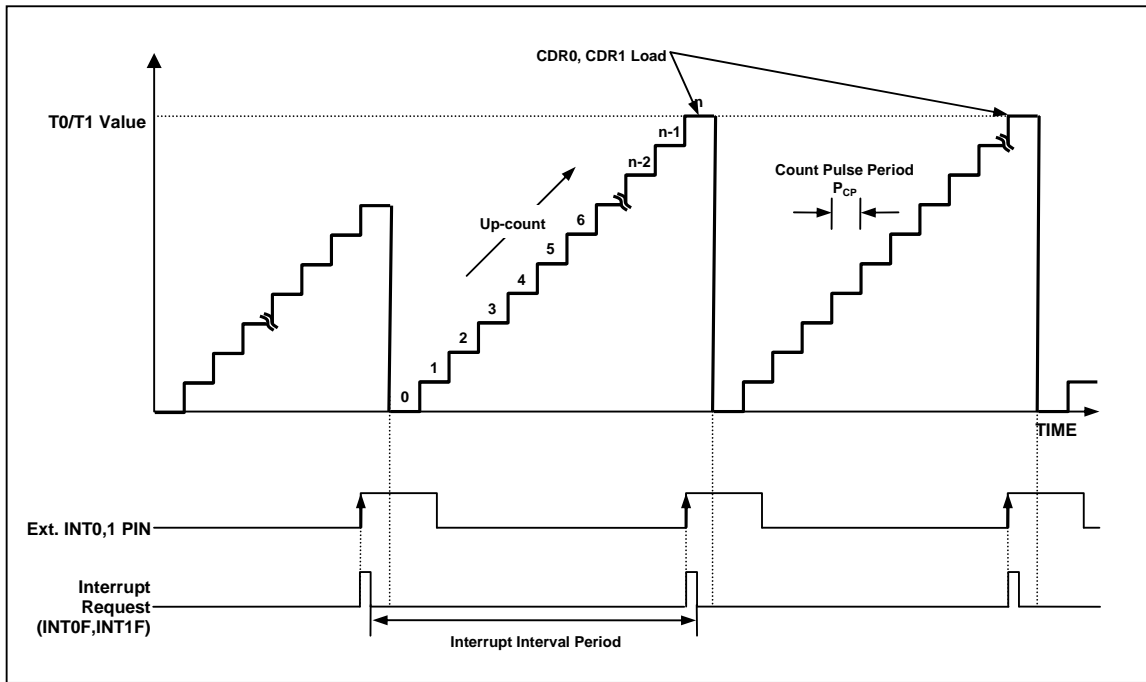 CDR0, CDR1 Load
T0/T1 Value
n
n-1
n-2
Count Pulse Period
PCP
Up-count
6
5
4
3
2
1
0
TIME
Ext. INT0,1 PIN
Interrupt
Request
(INT0F,INT1F)
Interrupt Interval Period